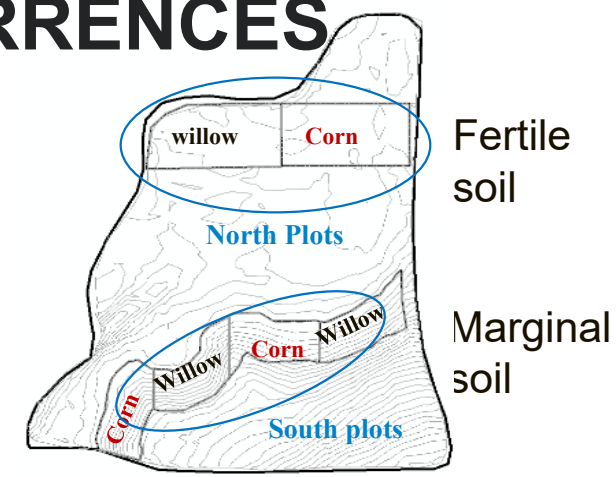 RRENCES
willow
Corn
Fertile
soil
North Plots
Marginal
soil
Willow
Corn
Willow
Corn
South plots